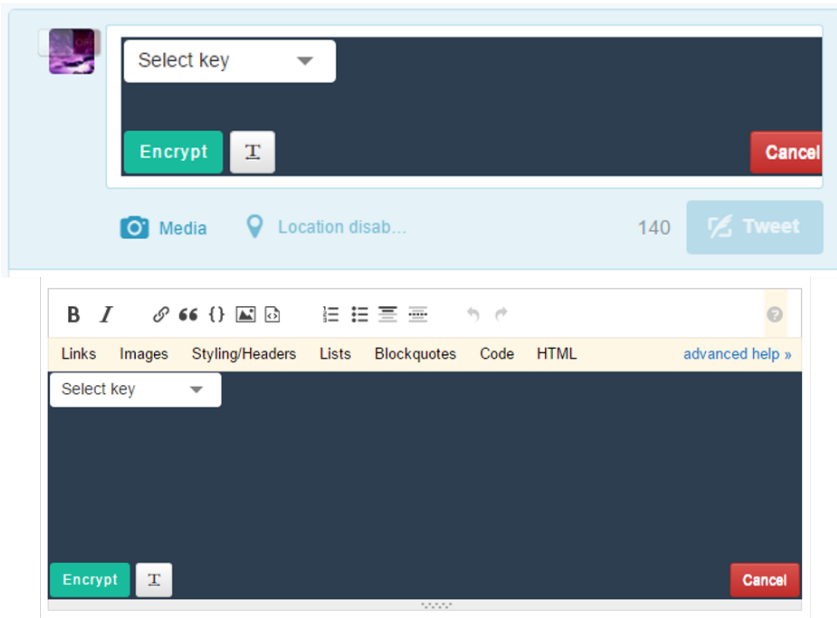 Select key
Encrypt T Cancel
Media Location disab... 140 Tweet
B I
Links Images Styling/Headers Lists Blockquotes Code HTML advanced help »
Select key
Encrypt T Cancel